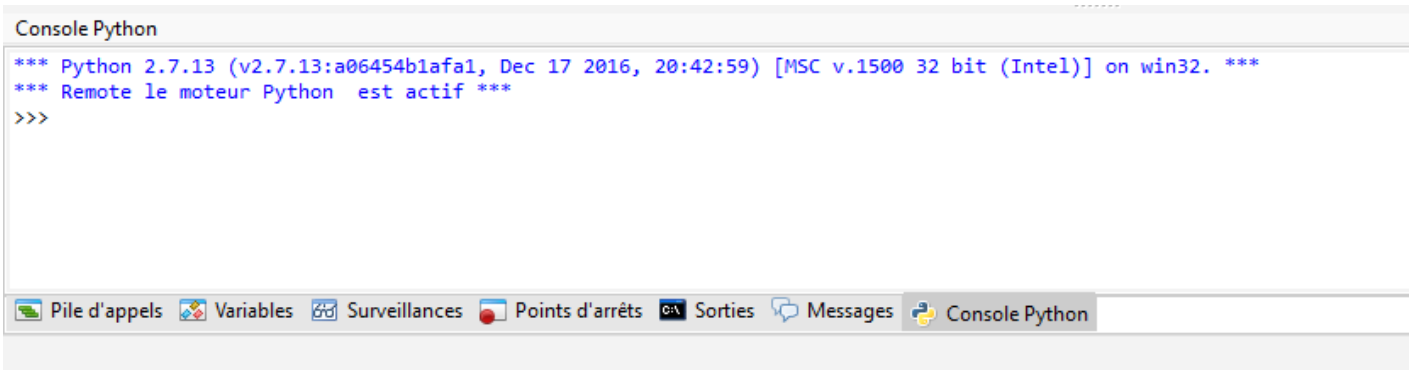 Console Python
*** Python 2.7.13 (v2.7.13:a06454b1afa1, Dec 17 2016, 20:42:59) [MSC v.1500 32 bit (Intel)] on win32. ***
*** Remote le moteur Python  est actif ***
>>>
Pile d'appels Variables Surveillances Points d'arrêts Sorties Messages Console Python